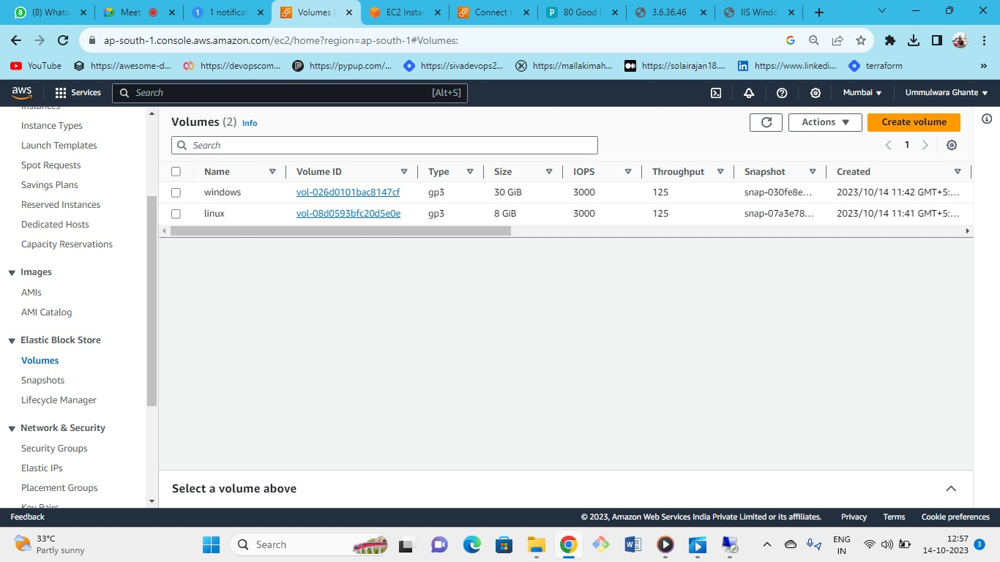 (8) Whats
Meet
1 notificat
Volumes |
EC2 Instan
Connect t
80 Good
3.6.36.46
IIS Windo
ap-south-1.console.aws.amazon.com/ec2/home?region=ap-south-1#Volumes:
YouTube
https://awesome-d...
https://devopscom...
https://pypup.com/...
https://sivadevops2...
https://mallakimah...
https://solairajan18....
https://www.linkedi...
terraform
»
aws
Services
Search
[Alt+S]
Mumbai
Ummulwara Ghante
Instances
Instance Types
Launch Templates
Spot Requests
Savings Plans
Reserved Instances
Dedicated Hosts
Capacity Reservations
Images
AMIs
AMI Catalog
Elastic Block Store
Volumes
Snapshots
Lifecycle Manager
Network & Security
Security Groups
Elastic IPs
Placement Groups
Key Pairs
Volumes (2) Info
Actions
Create volume
Search
1
Name Volume ID Type Size IOPS Throughput Snapshot Created
windows vol-026d0101bac8147cf gp3 30 GiB 3000 125 snap-030fe8e... 2023/10/14 11:42 GMT+5:...
linux vol-08d0593bfc20d5e0e gp3 8 GiB 3000 125 snap-07a3e78... 2023/10/14 11:41 GMT+5:...
Select a volume above
Feedback
© 2023, Amazon Web Services India Private Limited or its affiliates.
Privacy
Terms
Cookie preferences
33°C
Partly sunny
Search
ENG
IN
12:57
14-10-2023
3